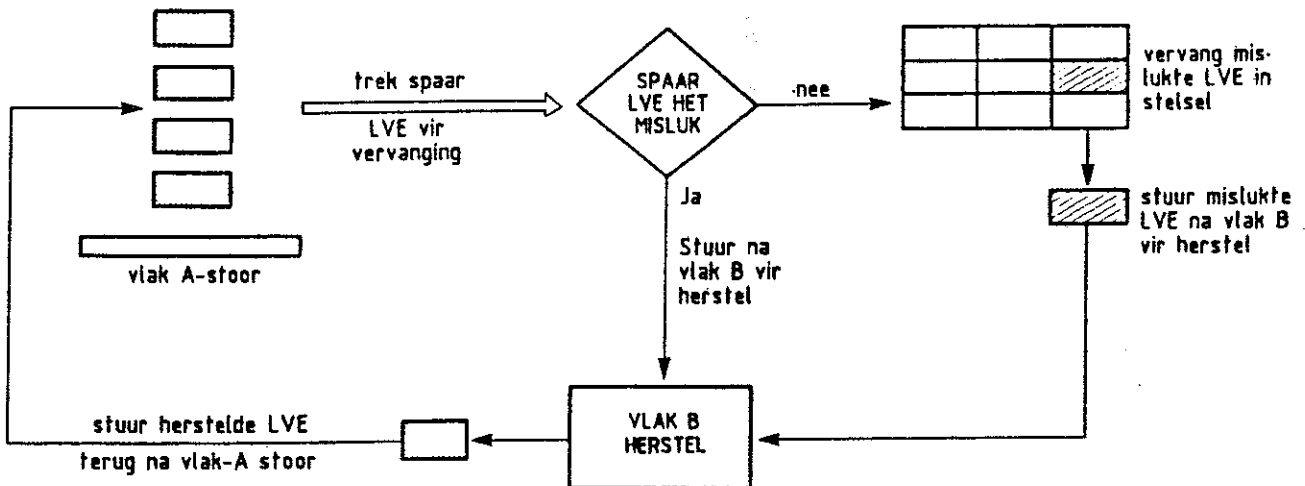 trek spaar
LVE vir
vervanging
vlak A-stoor
SPAAR
LVE HET
MISLUK
nee
vervang mis-
lukte LVE in
stelsel
Ja
Stuur na
vlak B vir
herstel
stuur mislukte
LVE na vlak B
vir herstel
VLAK B
HERSTEL
stuur herstelde LVE
terug na vlak-A stoor